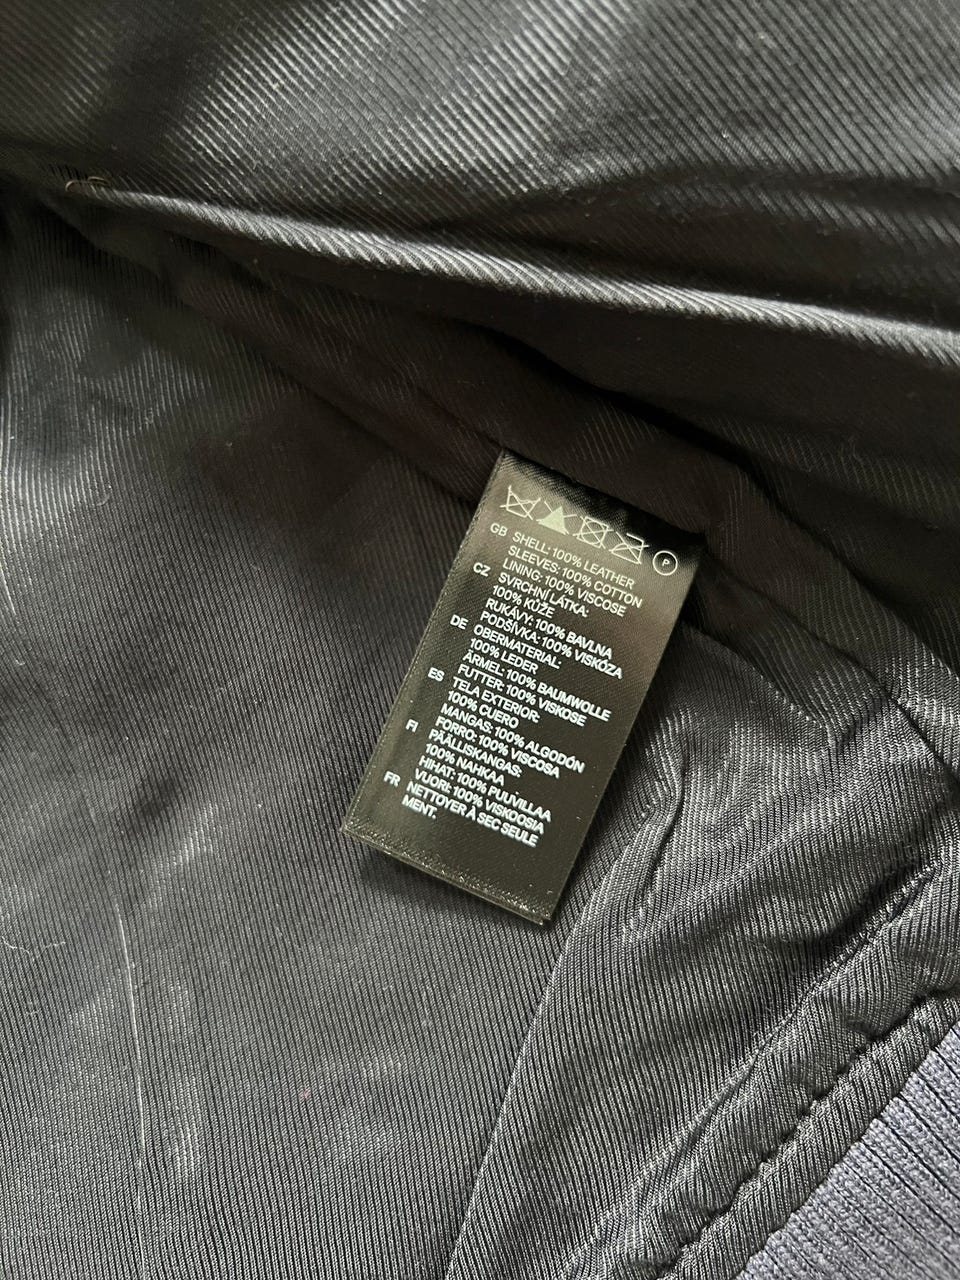 P
GB SHELL: 100% LEATHER
SLEEVES: 100% COTTON
LINING: 100% VISCOSE
CZ SVRCHNÍ LÁTKA:
100% KŮŽE
RUKÁVY: 100% BAVLNA
PODŠÍVKA: 100% VISKÓZA
DE OBERMATERIAL:
100% LEDER
ÄRMEL: 100% BAUMWOLLE
FUTTER: 100% VISKOSE
ES TELA EXTERIOR:
100% CUERO
MANGAS: 100% ALGODÓN
FORRO: 100% VISCOSA
FI PÄÄLLISKANGAS:
100% NAHKAA
HIHAT: 100% PUUVILLAA
VUORI: 100% VISKOOSIA
FR NETTOYER À SEC SEULE
MENT.